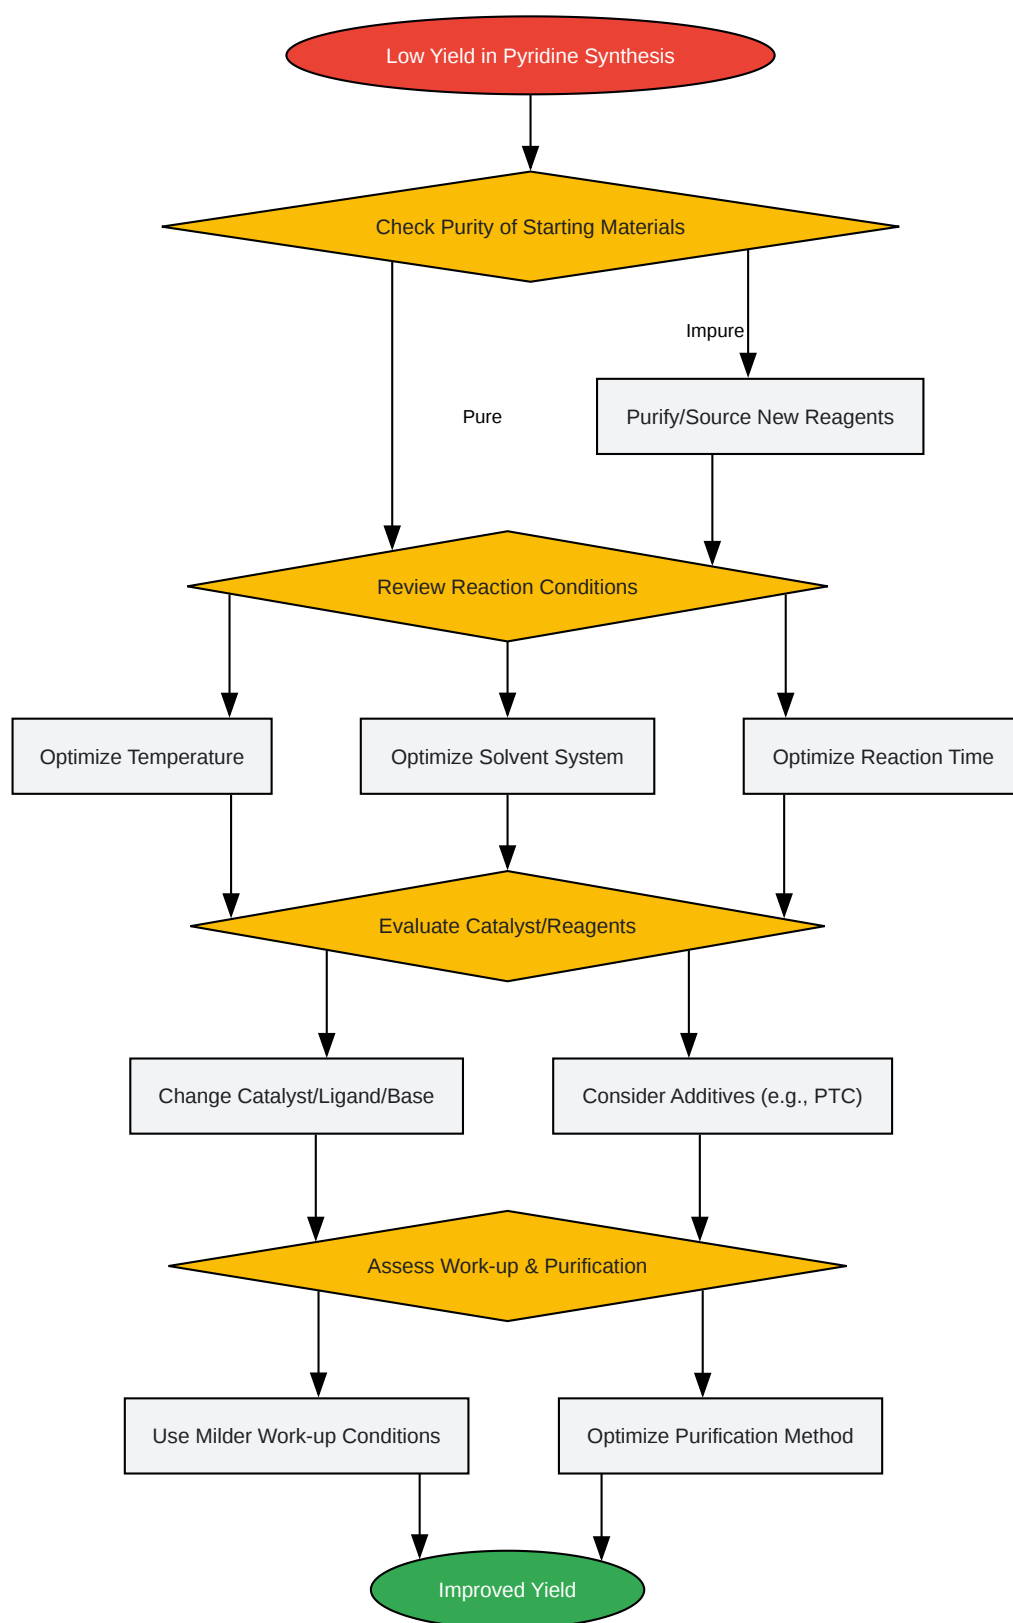 Low Yield in Pyridine Synthesis
Check Purity of Starting Materials
Impure
Pure
Purify/Source New Reagents
Review Reaction Conditions
Optimize Temperature
Optimize Solvent System
Optimize Reaction Time
Evaluate Catalyst/Reagents
Change Catalyst/Ligand/Base
Consider Additives (e.g., PTC)
Assess Work-up & Purification
Use Milder Work-up Conditions
Optimize Purification Method
Improved Yield